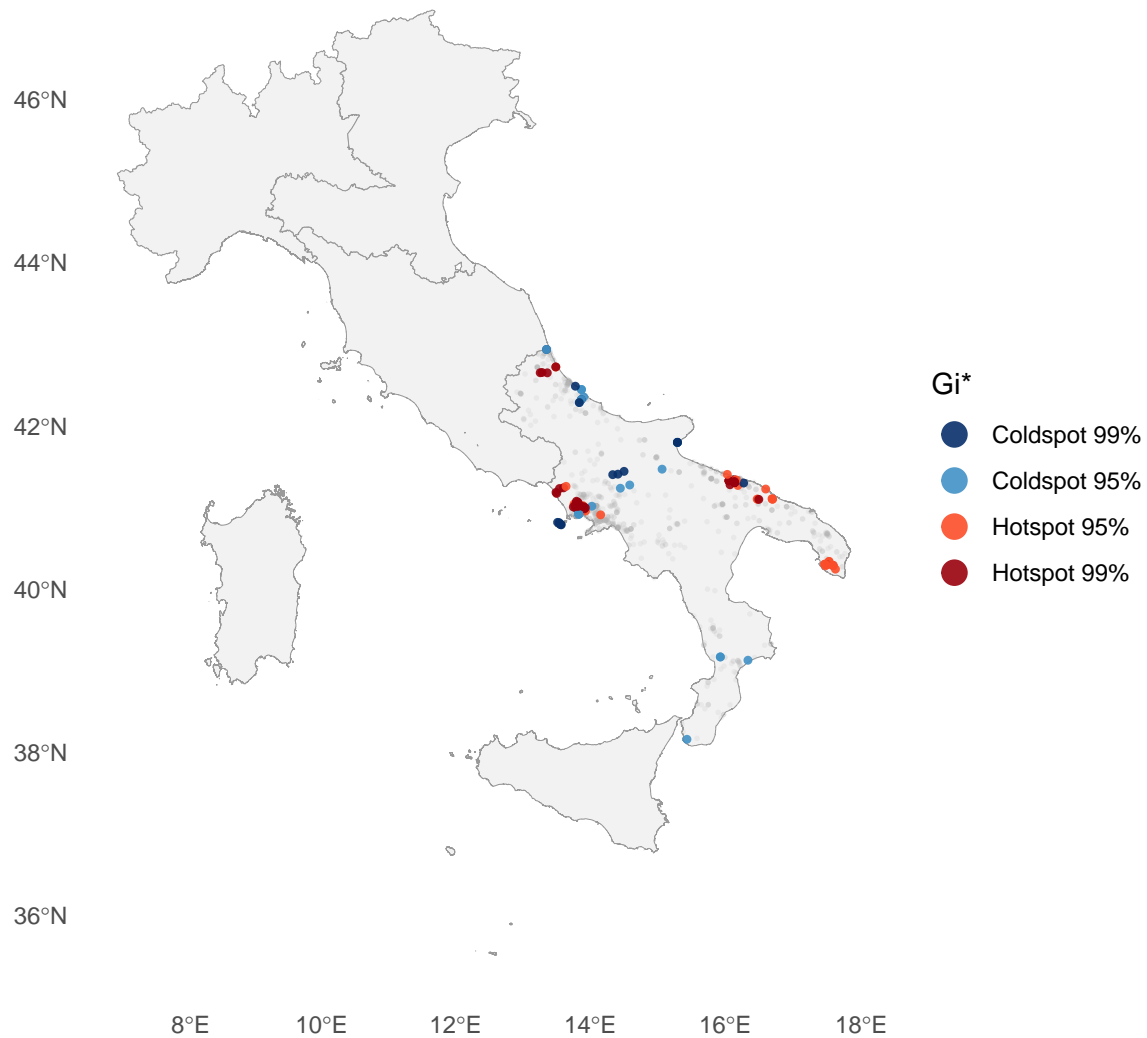 46°N
44°N
42°N
40°N
38°N
36°N
8°E 10°E 12°E 14°E 16°E 18°E
Gi*
Coldspot 99%
Coldspot 95%
Hotspot 95%
Hotspot 99%